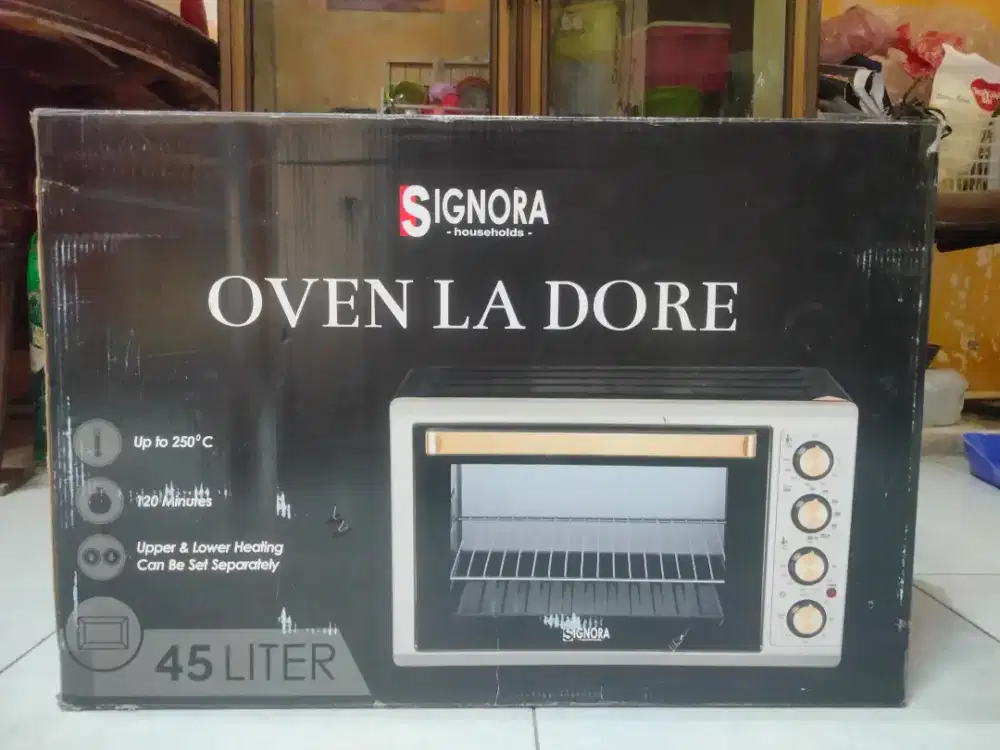 SIGNORA
- households -
OVEN LA DORE
Up to 250°C
120 Minutes
Upper & Lower Heating
Can Be Set Separately
45 LITER
SIGNORA